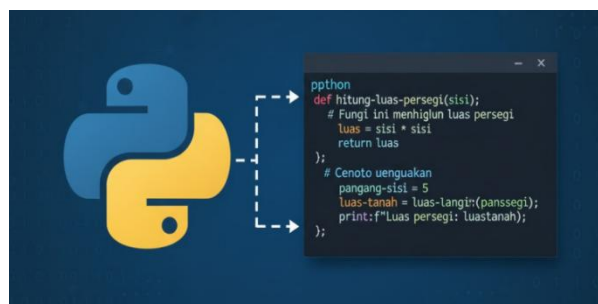 ppthon
def hitung-luas-persegi(sisi);
# Fungi ini menhiglun luas persegi
luas = sisi * sisi
return luas
);
# Cenoto uenguakan
pangang-sisi = 5
luas-tanah = luas-langin:(panssegi);
print:f"Luas persegi: luastanah);
);